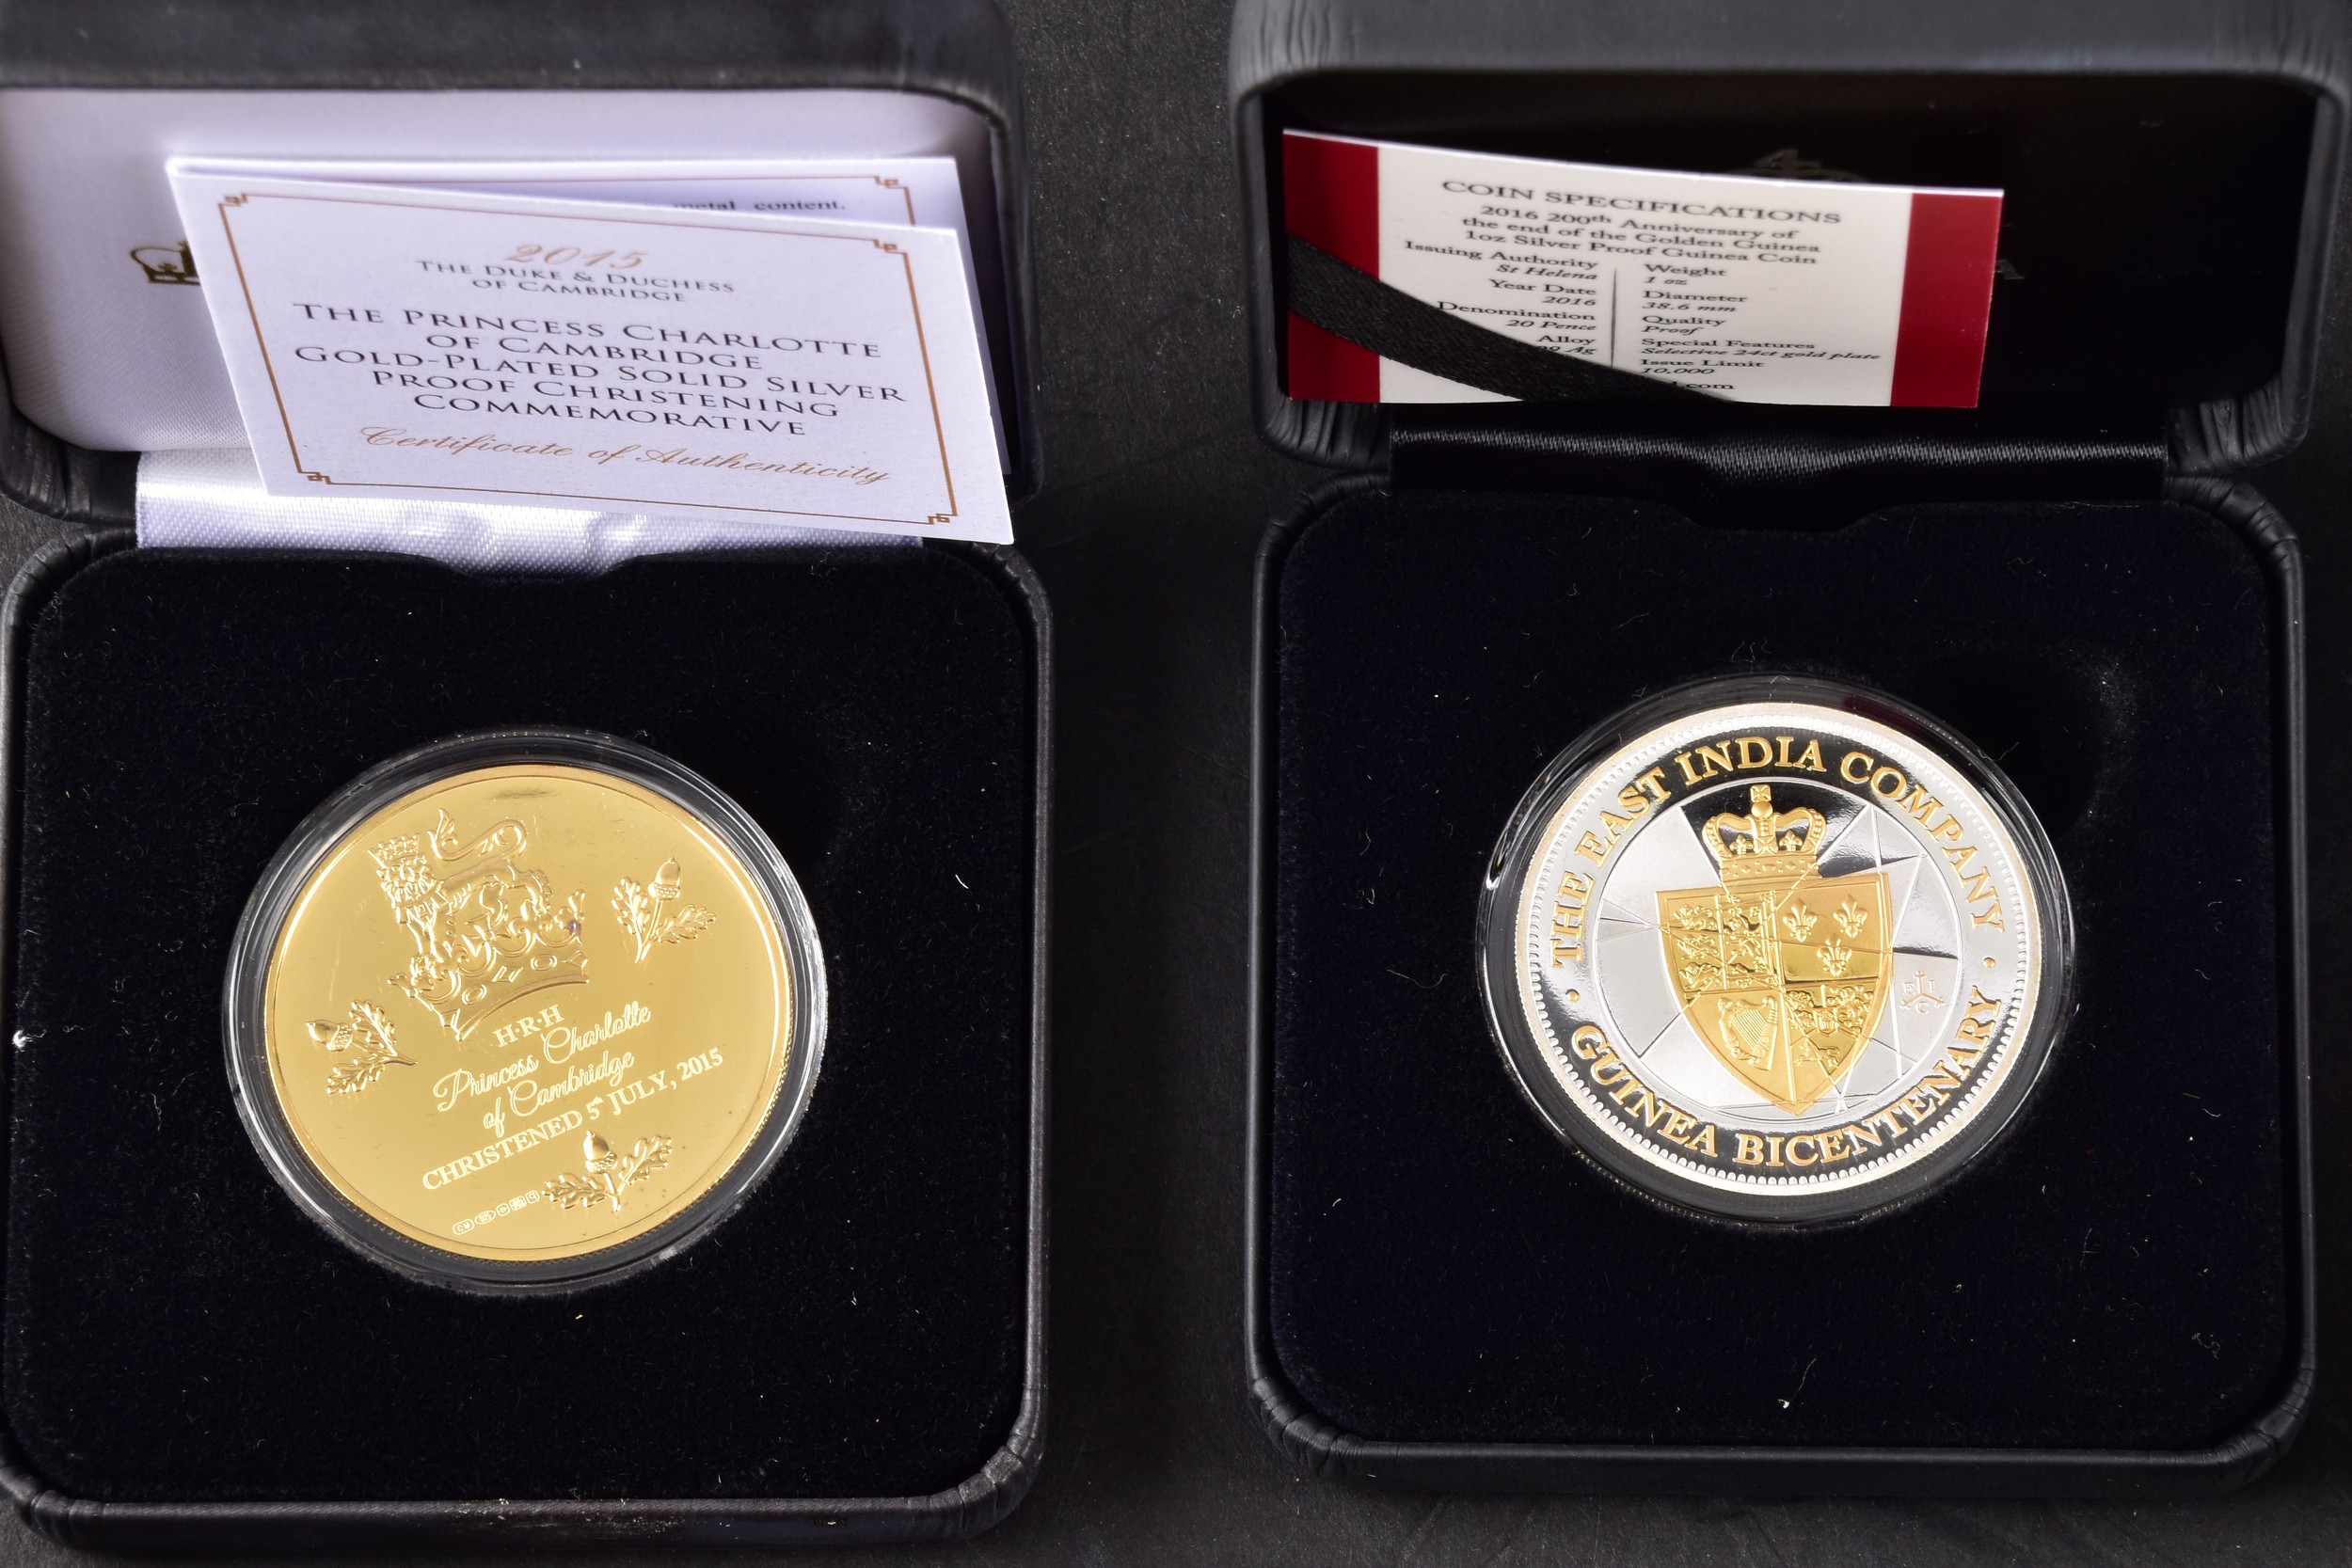 metal content.
2015
THE DUKE & DUCHESS
OF CAMBRIDGE
THE PRINCESS CHARLOTTE
OF CAMBRIDGE
GOLD-PLATED SOLID SILVER
PROOF CHRISTENING
COMMEMORATIVE
Certificate of Authenticity
H·R·H
Princess Charlotte
of Cambridge
CHRISTENED 5th JULY, 2015
COIN SPECIFICATIONS
2016 200th Anniversary of
the end of the Golden Guinea
1oz Silver Proof Guinea Coin
Issuing Authority
St Helena
Year Date
2016
Denomination
20 Pence
Alloy
Ag
Weight
1 oz
Diameter
38.6 mm
Quality
Proof
Special Features
Selective 24ct gold plate
Issue Limit
10,000
.com
THE EAST INDIA COMPANY
GUINEA BICENTENARY
E I C